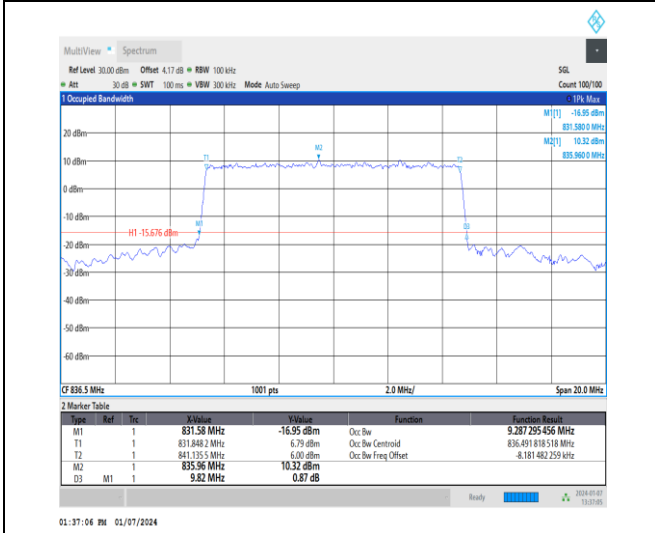 MultiView Spectrum
Ref Level 30.00 dBm Offset 4.17 dB RBW 100 kHz SGL
Att 30 dB SWT 100 ms VBW 300 kHz Mode Auto Sweep Count 100/100
1 Occupied Bandwidth 1Pk Max
M1[1] -16.95 dBm
831.580 0 MHz
M2[1] 10.32 dBm
835.960 0 MHz
20 dBm
M2
T1
10 dBm
0 dBm
-10 dBm
M1
D3
H1 -15.676 dBm
-20 dBm
-30 dBm
-40 dBm
-50 dBm
-60 dBm
CF 836.5 MHz 1001 pts 2.0 MHz/ Span 20.0 MHz
2 Marker Table
Type Ref Trc X-Value Y-Value Function Function Result
M1 1 831.58 MHz -16.95 dBm Occ Bw 9.287 295 456 MHz
T1 1 831.848 2 MHz 6.79 dBm Occ Bw Centroid 836.491 818 518 MHz
T2 1 841.135 5 MHz 6.00 dBm Occ Bw Freq Offset -8.181 482 259 kHz
M2 1 835.96 MHz 10.32 dBm
D3 M1 1 9.82 MHz 0.87 dB
Ready 2024-01-07
13:37:05
01:37:06 PM 01/07/2024